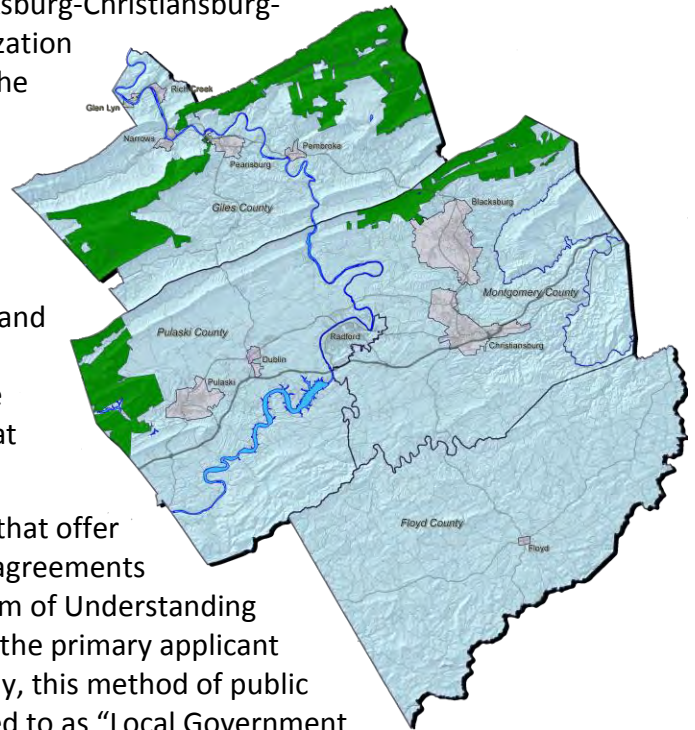 sburg-Christiansburg-
zation
he
and
e
at
that offer
agreements
m of Understanding
the primary applicant
y, this method of public
ed to as “Local Government
Glen Lyn
Rich Creek
Narrows
Pearisburg
Pembroke
Giles County
Blacksburg
Montgomery County
Pulaski County
Radford
Christiansburg
Dublin
Pulaski
Floyd County
Floyd